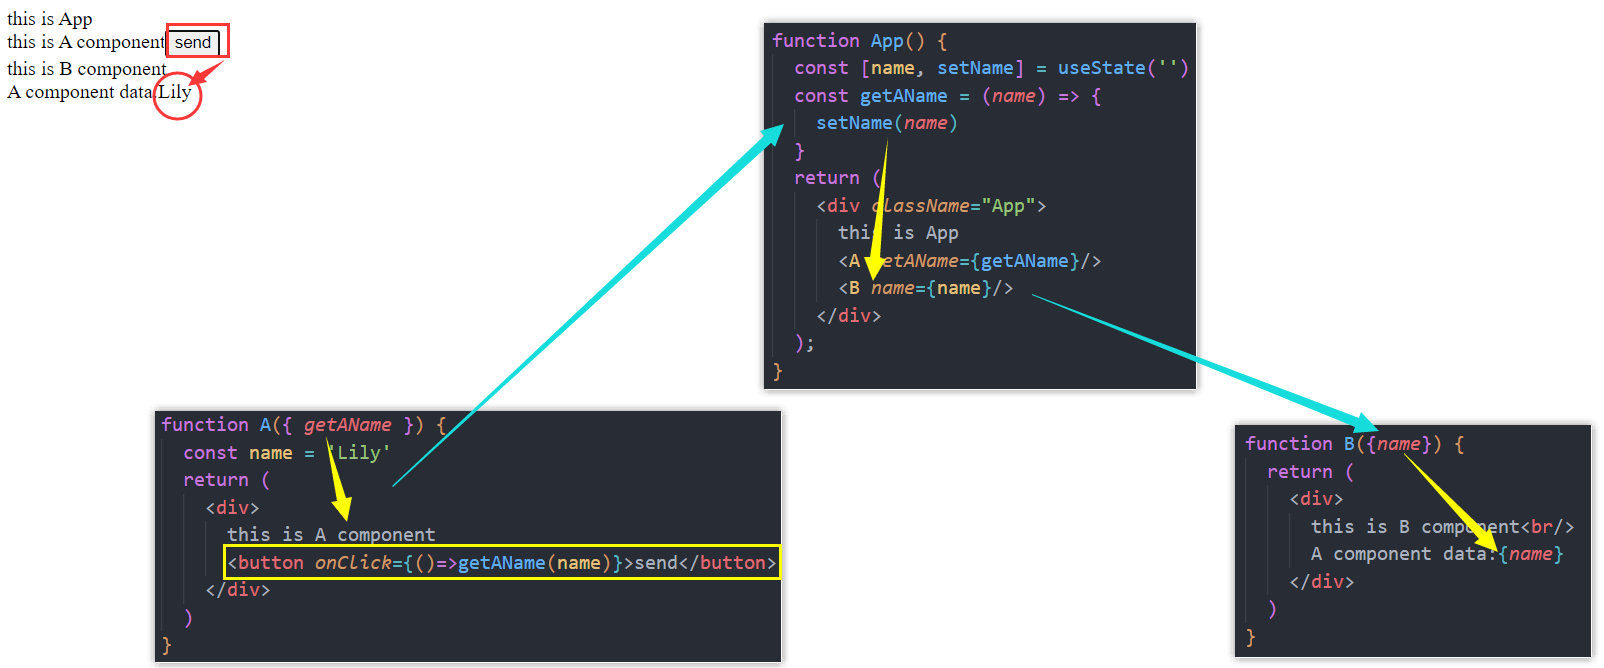 this is App
this is A component send
this is B component
A component data:Lily
function App() {
const [name, setName] = useState('')
const getAName = (name) => {
setName(name)
}
return (
<div className="App">
this is App
<A getAName={getAName}/>
<B name={name}/>
</div>
);
}
function A({ getAName }) {
const name = 'Lily'
return (
<div>
this is A component
<button onClick={()=>getAName(name)}>send</button>
</div>
)
}
function B({name}) {
return (
<div>
this is B component<br/>
A component data:{name}
</div>
)
}